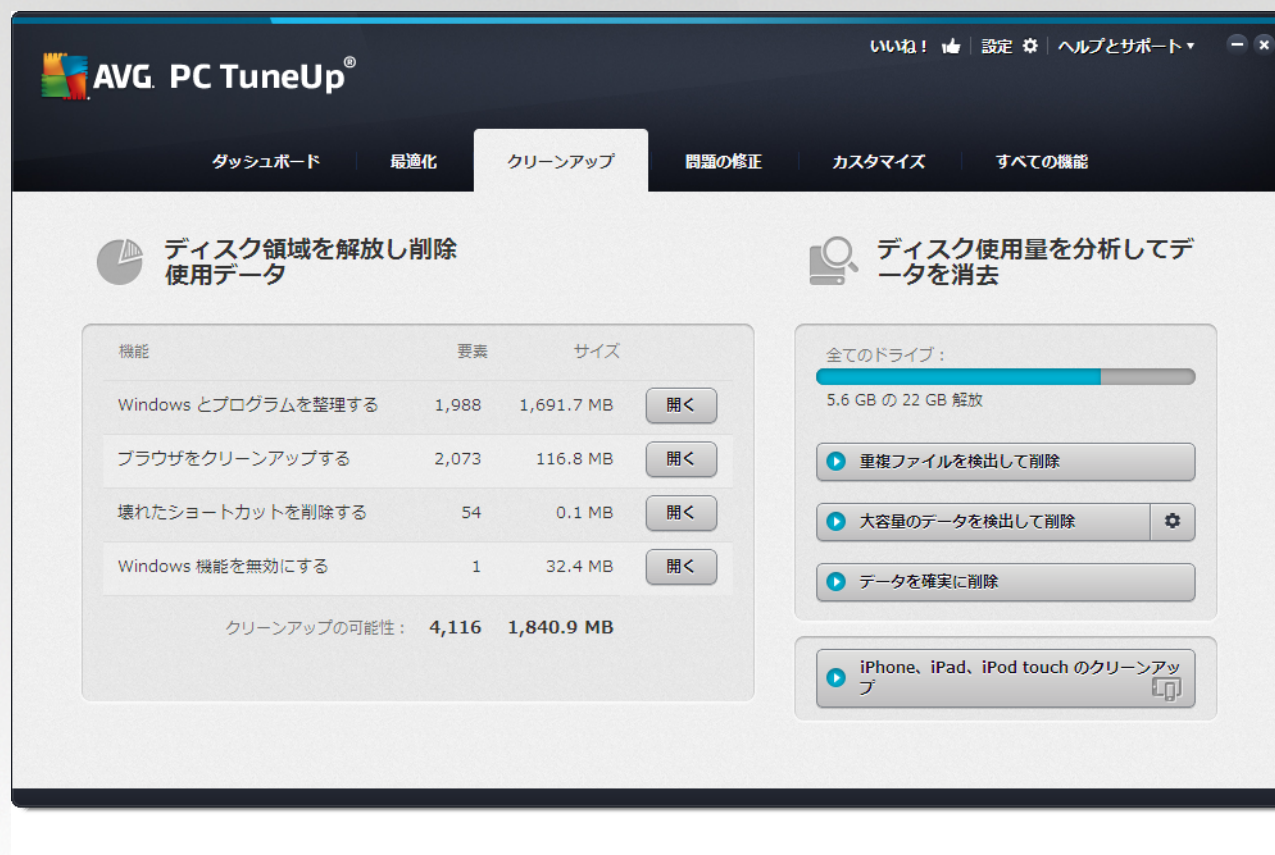 いいね！ 設定 ヘルプとサポート
AVG. PC TuneUp®
ダッシュボード 最適化 クリーンアップ 問題の修正 カスタマイズ すべての機能
ディスク領域を解放し削除
使用データ
機能 要素 サイズ
Windows とプログラムを整理する 1,988 1,691.7 MB 開く
ブラウザをクリーンアップする 2,073 116.8 MB 開く
壊れたショートカットを削除する 54 0.1 MB 開く
Windows 機能を無効にする 1 32.4 MB 開く
クリーンアップの可能性： 4,116 1,840.9 MB
ディスク使用量を分析してデ
ータを消去
全てのドライブ：
5.6 GB の 22 GB 解放
重複ファイルを検出して削除
大容量のデータを検出して削除
データを確実に削除
iPhone、iPad、iPod touch のクリーンアッ
プ